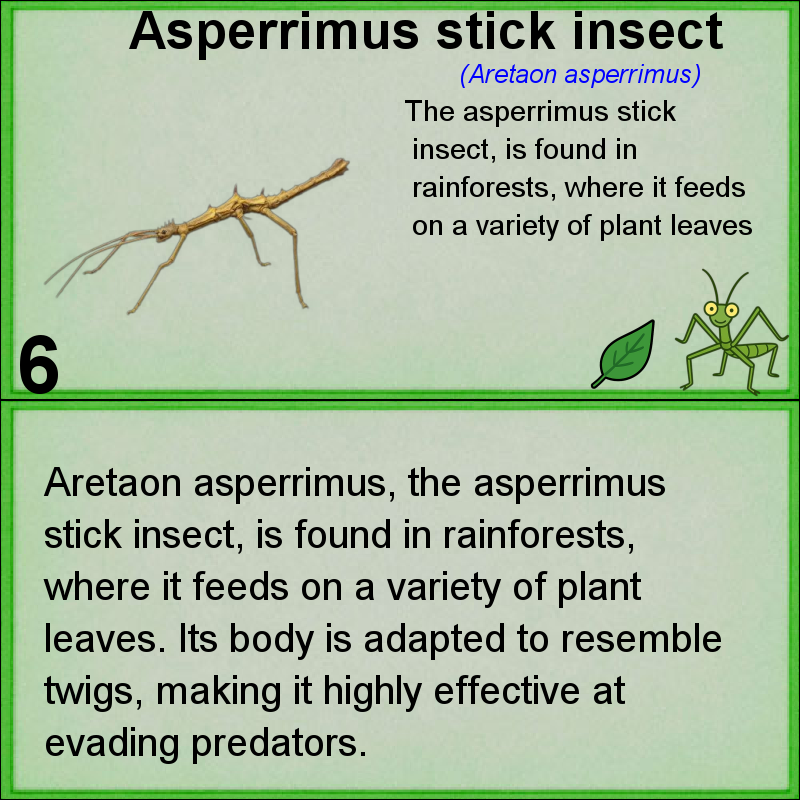 Asperrimus stick insect
(Aretaon asperrimus)
The asperrimus stick
insect, is found in
rainforests, where it feeds
on a variety of plant leaves
6
Aretaon asperrimus, the asperrimus
stick insect, is found in rainforests,
where it feeds on a variety of plant
leaves. Its body is adapted to resemble
twigs, making it highly effective at
evading predators.